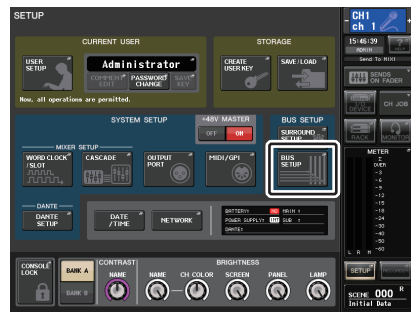 SETUP
CH1
ch 1
CURRENT USER
STORAGE
15:46:39
ADMIN
HELP
Send To MIX1
USER
SETUP
Administrator
COMMENT
EDIT
PASSWORD
CHANGE
SAVE
KEY
CREATE
USER KEY
SAVE/LOAD
SENDS
ON FADER
Now, all operations are permitted.
DEVICE
CH JOB
SYSTEM SETUP
+48V MASTER
BUS SETUP
OFF
ON
SURROUND
SETUP
RACK
MONITOR
MIXER
SETUP
WORD CLOCK
/SLOT
CASCADE
OUTPUT
PORT
MIDI/GPI
BUS
SETUP
METER
Σ
OVER
-3
-6
-9
-12
-15
-18
-24
-30
-40
-50
-60
L R M
DANTE
DANTE
SETUP
DATE
/TIME
NETWORK
BATTERY:
NO
MAIN :
POWER SUPPLY:
INT
SUB :
DANTE:
CONSOLE
LOCK
BANK A
BANK B
CONTRAST
NAME
BRIGHTNESS
NAME
CH COLOR
SCREEN
PANEL
LAMP
SETUP
SCENE 000 R
Initial Data